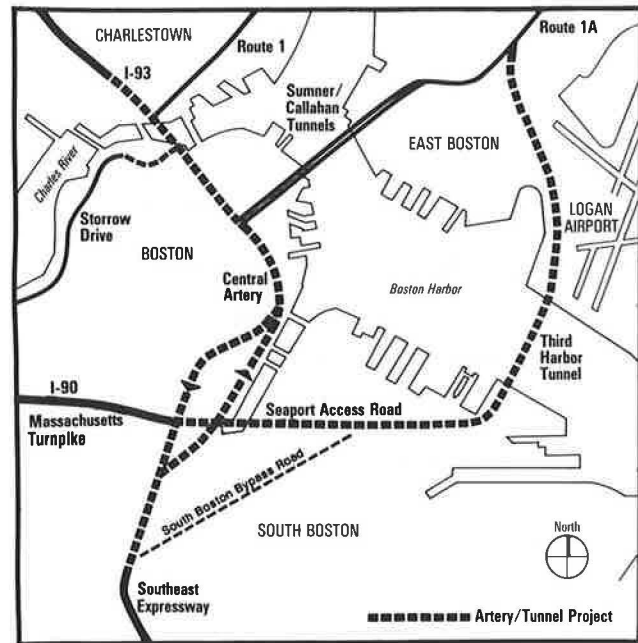 CHARLESTOWN
Route 1
Route 1A
I-93
Sumner/
Callahan
Tunnels
EAST BOSTON
Charles River
LOGAN
AIRPORT
Storrow
Drive
BOSTON
Central
Artery
Boston Harbor
Third
Harbor
Tunnel
I-90
Massachusetts
Turnpike
Seaport Access Road
South Boston Bypass Road
SOUTH BOSTON
North
Southeast
Expressway
Artery/Tunnel Project